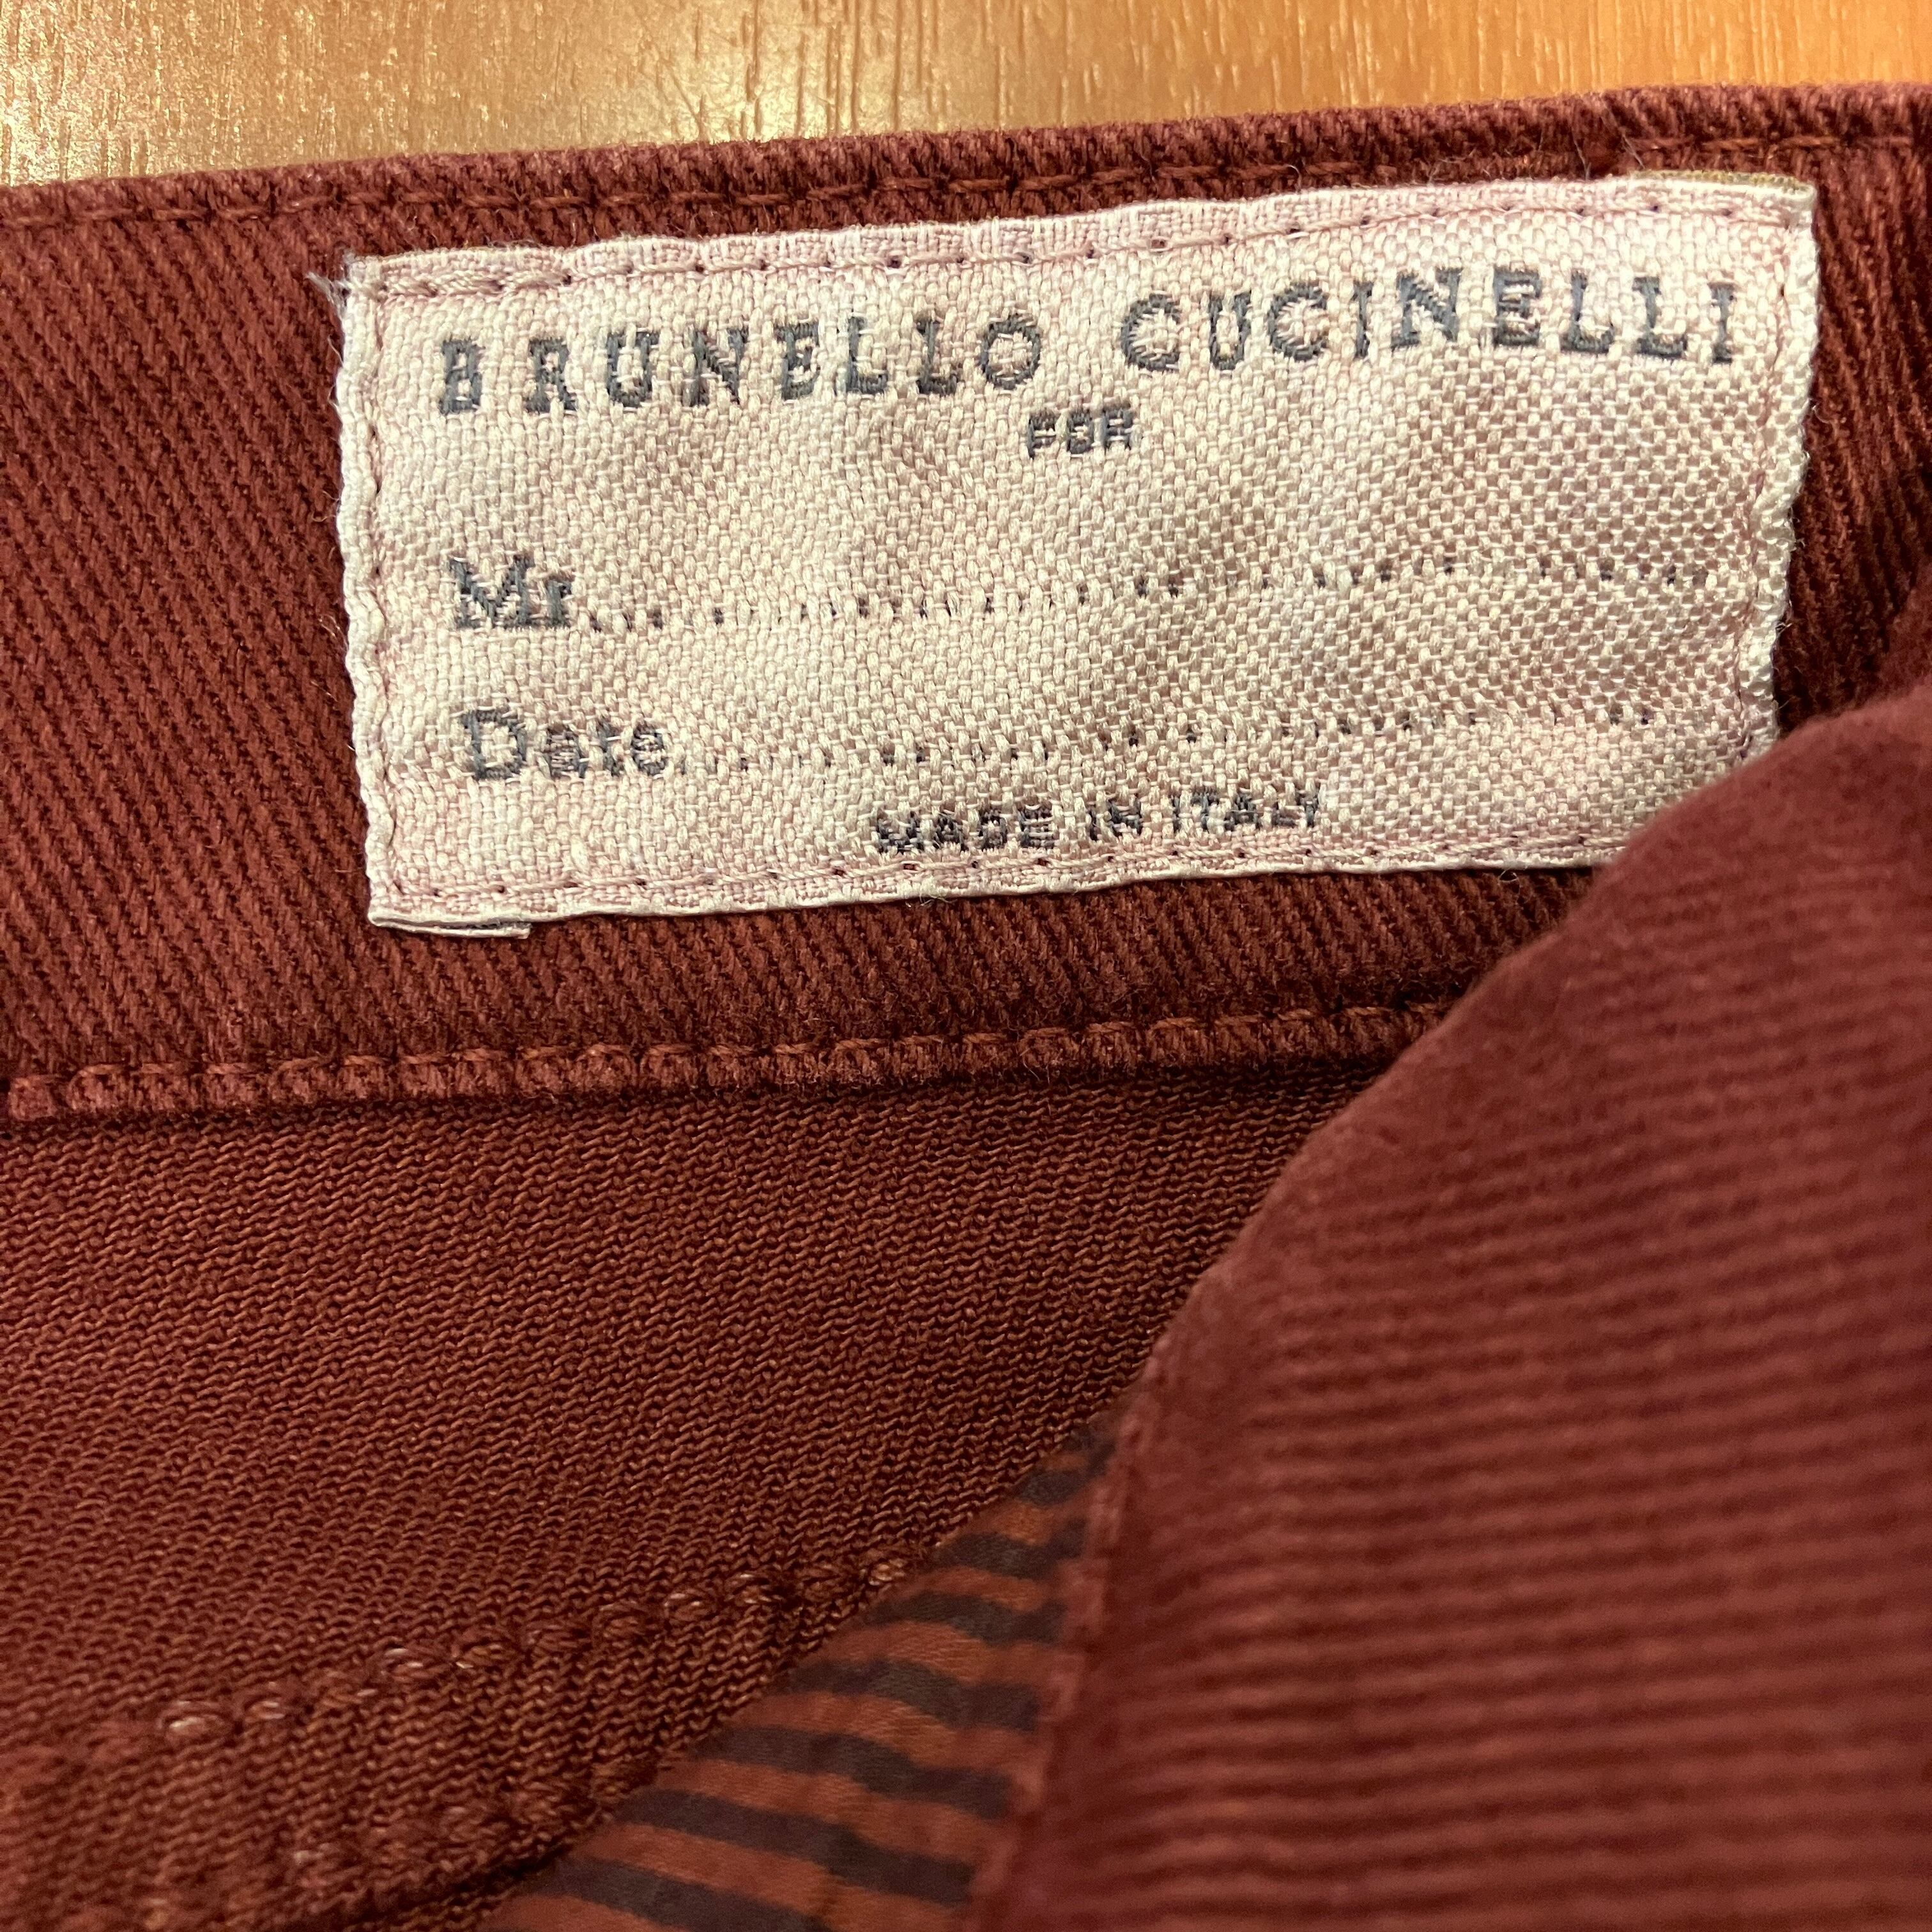 BRUNELLO CUCINELLI
FOR
Mr..............................
Date..............................
MADE IN ITALY